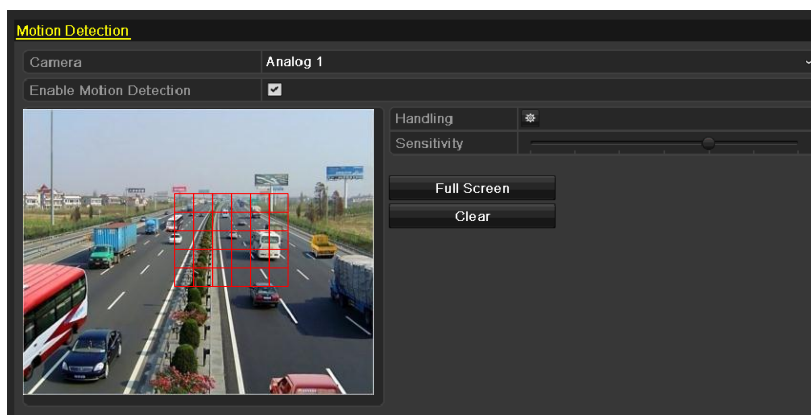 Motion Detection
Camera Analog 1
Enable Motion Detection
Handling
Sensitivity
Full Screen
Clear